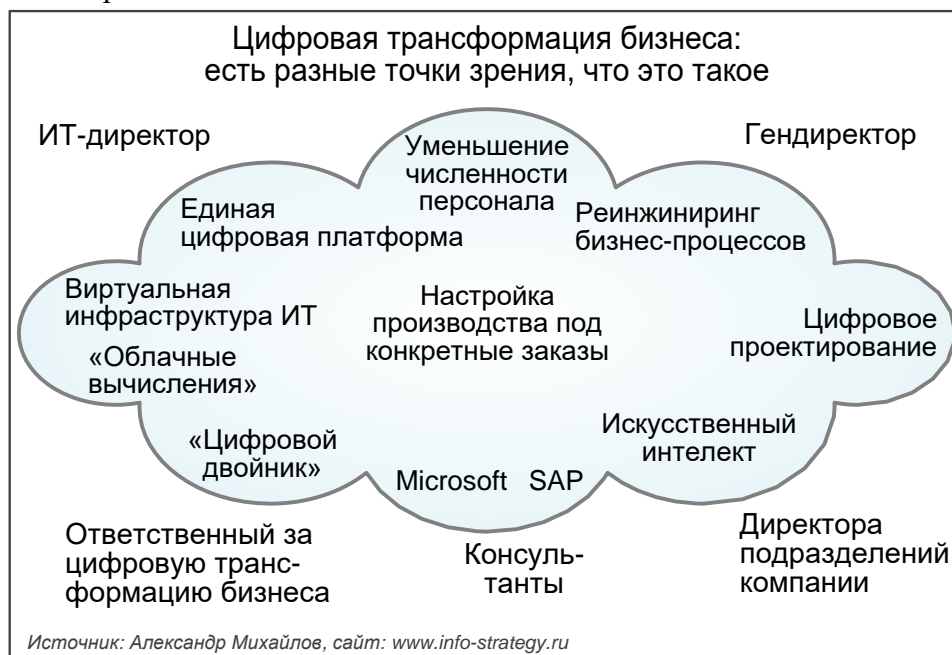 Цифровая трансформация бизнеса:
есть разные точки зрения, что это такое
ИТ-директор
Гендиректор
Уменьшение
численности
персонала
Единая
цифровая платформа
Реинжиниринг
бизнес-процессов
Виртуальная
инфраструктура ИТ
Настройка
производства под
конкретные заказы
Цифровое
проектирование
«Облачные
вычисления»
«Цифровой
двойник»
Искусственный
интелект
Microsoft SAP
Ответственный за
цифровую транс-
формацию бизнеса
Консуль-
танты
Директора
подразделений
компании
Источник: Александр Михайлов, сайт: www.info-strategy.ru